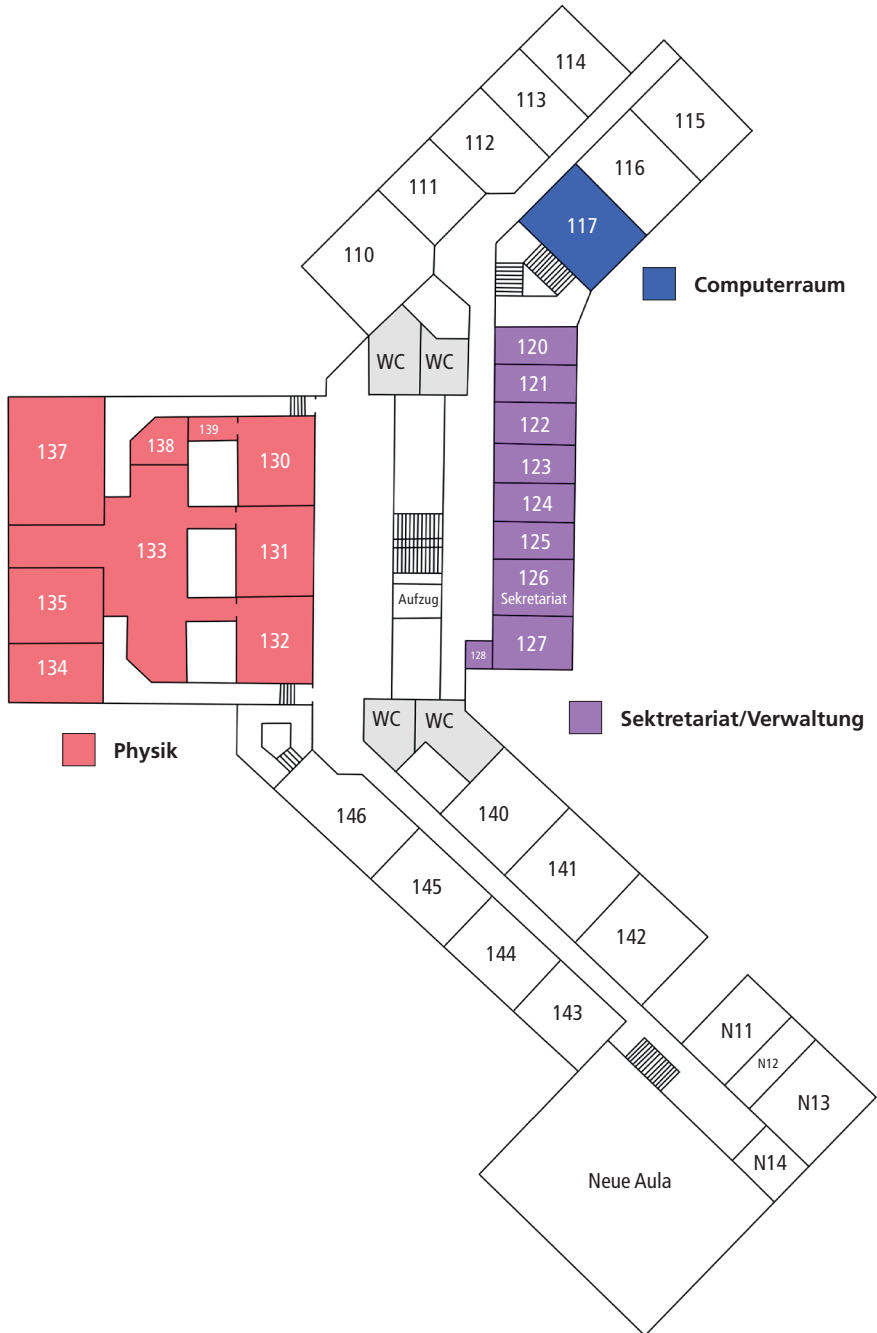 114
113
115
112
116
111
117
110
Computerraum
120
WC
WC
121
122
139
138
137
130
123
124
125
131
133
126
Sekretariat
Aufzug
135
132
127
128
134
WC
WC
Sektretariat/Verwaltung
Physik
140
146
141
145
142
144
143
N11
N12
N13
N14
Neue Aula